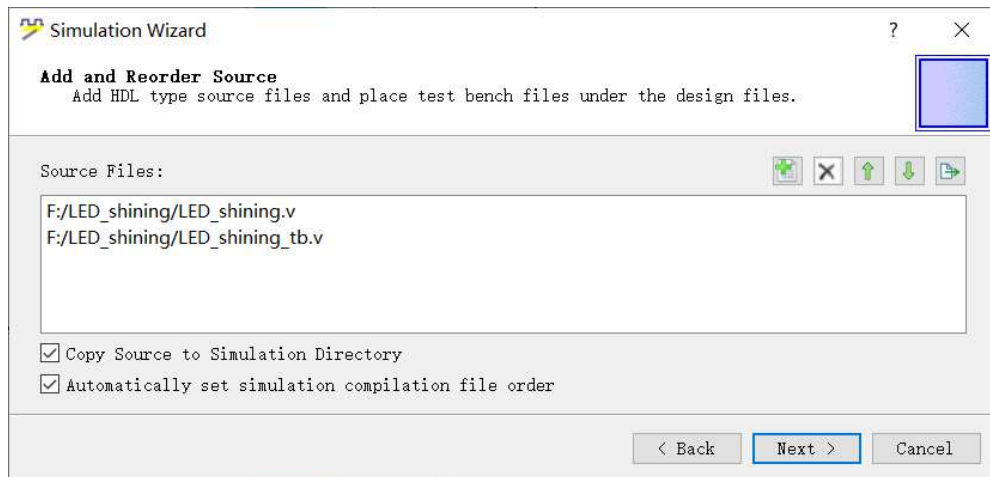 Simulation Wizard
?
Add and Reorder Source
Add HDL type source files and place test bench files under the design files.
Source Files:
F:/LED_shining/LED_shining.v
F:/LED_shining/LED_shining_tb.v
Copy Source to Simulation Directory
Automatically set simulation compilation file order
< Back Next > Cancel